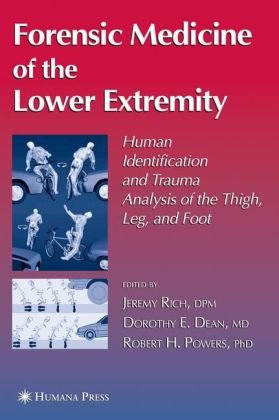 Forensic Medicine
of the
Lower Extremity
Human
Identification
and Trauma
Analysis of the Thigh,
Leg, and Foot
EDITED BY
JEREMY RICH, DPM
DOROTHY E. DEAN, MD
ROBERT H. POWERS, PhD
HUMANA PRESS